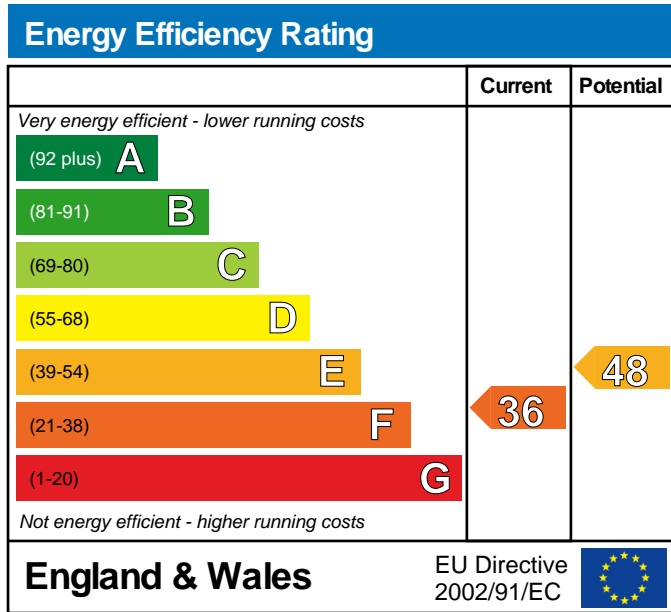 Energy Efficiency Rating
Current Potential
Very energy efficient - lower running costs
(92 plus) A
(81-91) B
(69-80) C
(55-68) D
(39-54) E
48
(21-38) F
36
(1-20) G
Not energy efficient - higher running costs
England & Wales
EU Directive
2002/91/EC